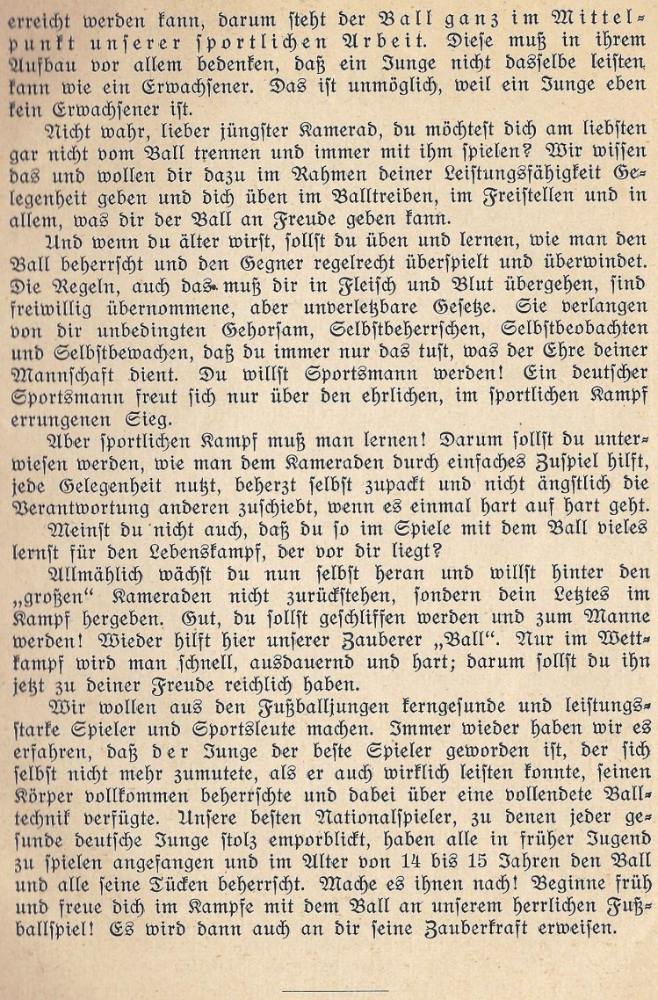 erreicht werden kann, darum steht der Ball ganz im Mittel-
punkt unserer sportlichen Arbeit. Diese muß in ihrem
Aufbau vor allem bedenken, daß ein Junge nicht dasselbe leisten
kann wie ein Erwachsener. Das ist unmöglich, weil ein Junge eben
kein Erwachsener ist.
Nicht wahr, lieber jüngster Kamerad, du möchtest dich am liebsten
gar nicht vom Ball trennen und immer mit ihm spielen? Wir wissen
das und wollen dir dazu im Rahmen deiner Leistungsfähigkeit Ge-
legenheit geben und dich üben im Balltreiben, im Freistellen und in
allem, was dir der Ball an Freude geben kann.
Und wenn du älter wirst, sollst du üben und lernen, wie man den
Ball beherrscht und den Gegner regelrecht überspielt und überwindet.
Die Regeln, auch das muß dir in Fleisch und Blut übergehen, sind
freiwillig übernommene, aber unverletzbare Gesetze. Sie verlangen
von dir unbedingten Gehorsam, Selbstbeherrschen, Selbstbeobachten
und Selbstbewachen, daß du immer nur das tust, was der Ehre deiner
Mannschaft dient. Du willst Sportsmann werden! Ein deutscher
Sportsmann freut sich nur über den ehrlichen, im sportlichen Kampf
errungenen Sieg.
Aber sportlichen Kampf muß man lernen! Darum sollst du unter-
wiesen werden, wie man dem Kameraden durch einfaches Zuspiel hilft,
jede Gelegenheit nutzt, beherzt selbst zupackt und nicht ängstlich die
Verantwortung anderen zuschiebt, wenn es einmal hart auf hart geht.
Meinst du nicht auch, daß du so im Spiele mit dem Ball vieles
lernst für den Lebenskampf, der vor dir liegt?
Allmählich wächst du nun selbst heran und willst hinter den
„großen“ Kameraden nicht zurückstehen, sondern dein Letztes im
Kampf hergeben. Gut, du sollst geschliffen werden und zum Manne
werden! Wieder hilft hier unserer Zauberer „Ball“. Nur im Wett-
kampf wird man schnell, ausdauernd und hart; darum sollst du ihn
jetzt zu deiner Freude reichlich haben.
Wir wollen aus den Fußballjungen kerngesunde und leistungs-
starke Spieler und Sportsleute machen. Immer wieder haben wir es
erfahren, daß der Junge der beste Spieler geworden ist, der sich
selbst nicht mehr zumutete, als er auch wirklich leisten konnte, seinen
Körper vollkommen beherrschte und dabei über eine vollendete Ball-
technik verfügte. Unsere besten Nationalspieler, zu denen jeder ge-
sunde deutsche Junge stolz emporblickt, haben alle in früher Jugend
zu spielen angefangen und im Alter von 14 bis 15 Jahren den Ball
und alle seine Tücken beherrscht. Mache es ihnen nach! Beginne früh
und freue dich im Kampfe mit dem Ball an unserem herrlichen Fuß-
ballspiel! Es wird dann auch an dir seine Zauberkraft erweisen.